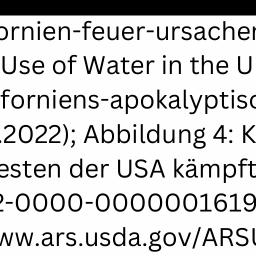 ornien-feuer-ursachen
Use of Water in the U
forniens-apokalyptisc
.2022); Abbildung 4: K
esten der USA kämpft
2-0000-0000001619
ww.ars.usda.gov/ARSU